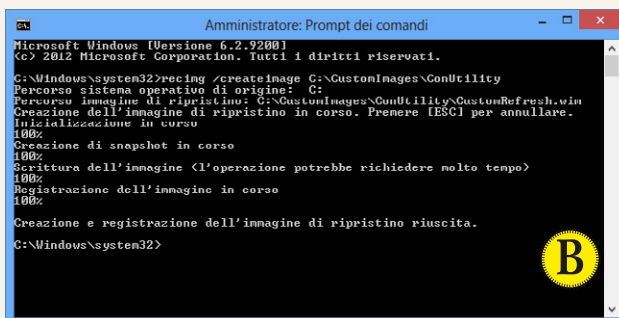 Amministratore: Prompt dei comandi
Microsoft Windows [Versione 6.2.9200]
(c) 2012 Microsoft Corporation. Tutti i diritti riservati.
C:\Windows\system32>recimg /createimage C:\CustomImages\ConUtility
Percorso sistema operativo di origine: C:
Percorso immagine di ripristino: C:\CustomImages\ConUtility\CustomRefresh.wim
Creazione dell'immagine di ripristino in corso. Premere [ESC] per annullare.
Inizializzazione in corso
100%
Creazione di snapshot in corso
100%
Scrittura dell'immagine (l'operazione potrebbe richiedere molto tempo)
100%
Registrazione dell'immagine in corso
100%
Creazione e registrazione dell'immagine di ripristino riuscita.
C:\Windows\system32>
B